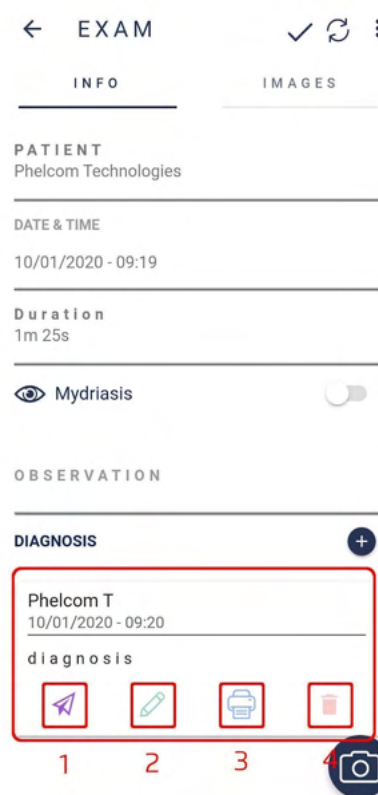 EXAM
INFO IMAGES
PATIENT
Phelcom Technologies
DATE & TIME
10/01/2020 - 09:19
Duration
1m 25s
Mydriasis
OBSERVATION
DIAGNOSIS
Phelcom T
10/01/2020 - 09:20
diagnosis
1 2 3 4